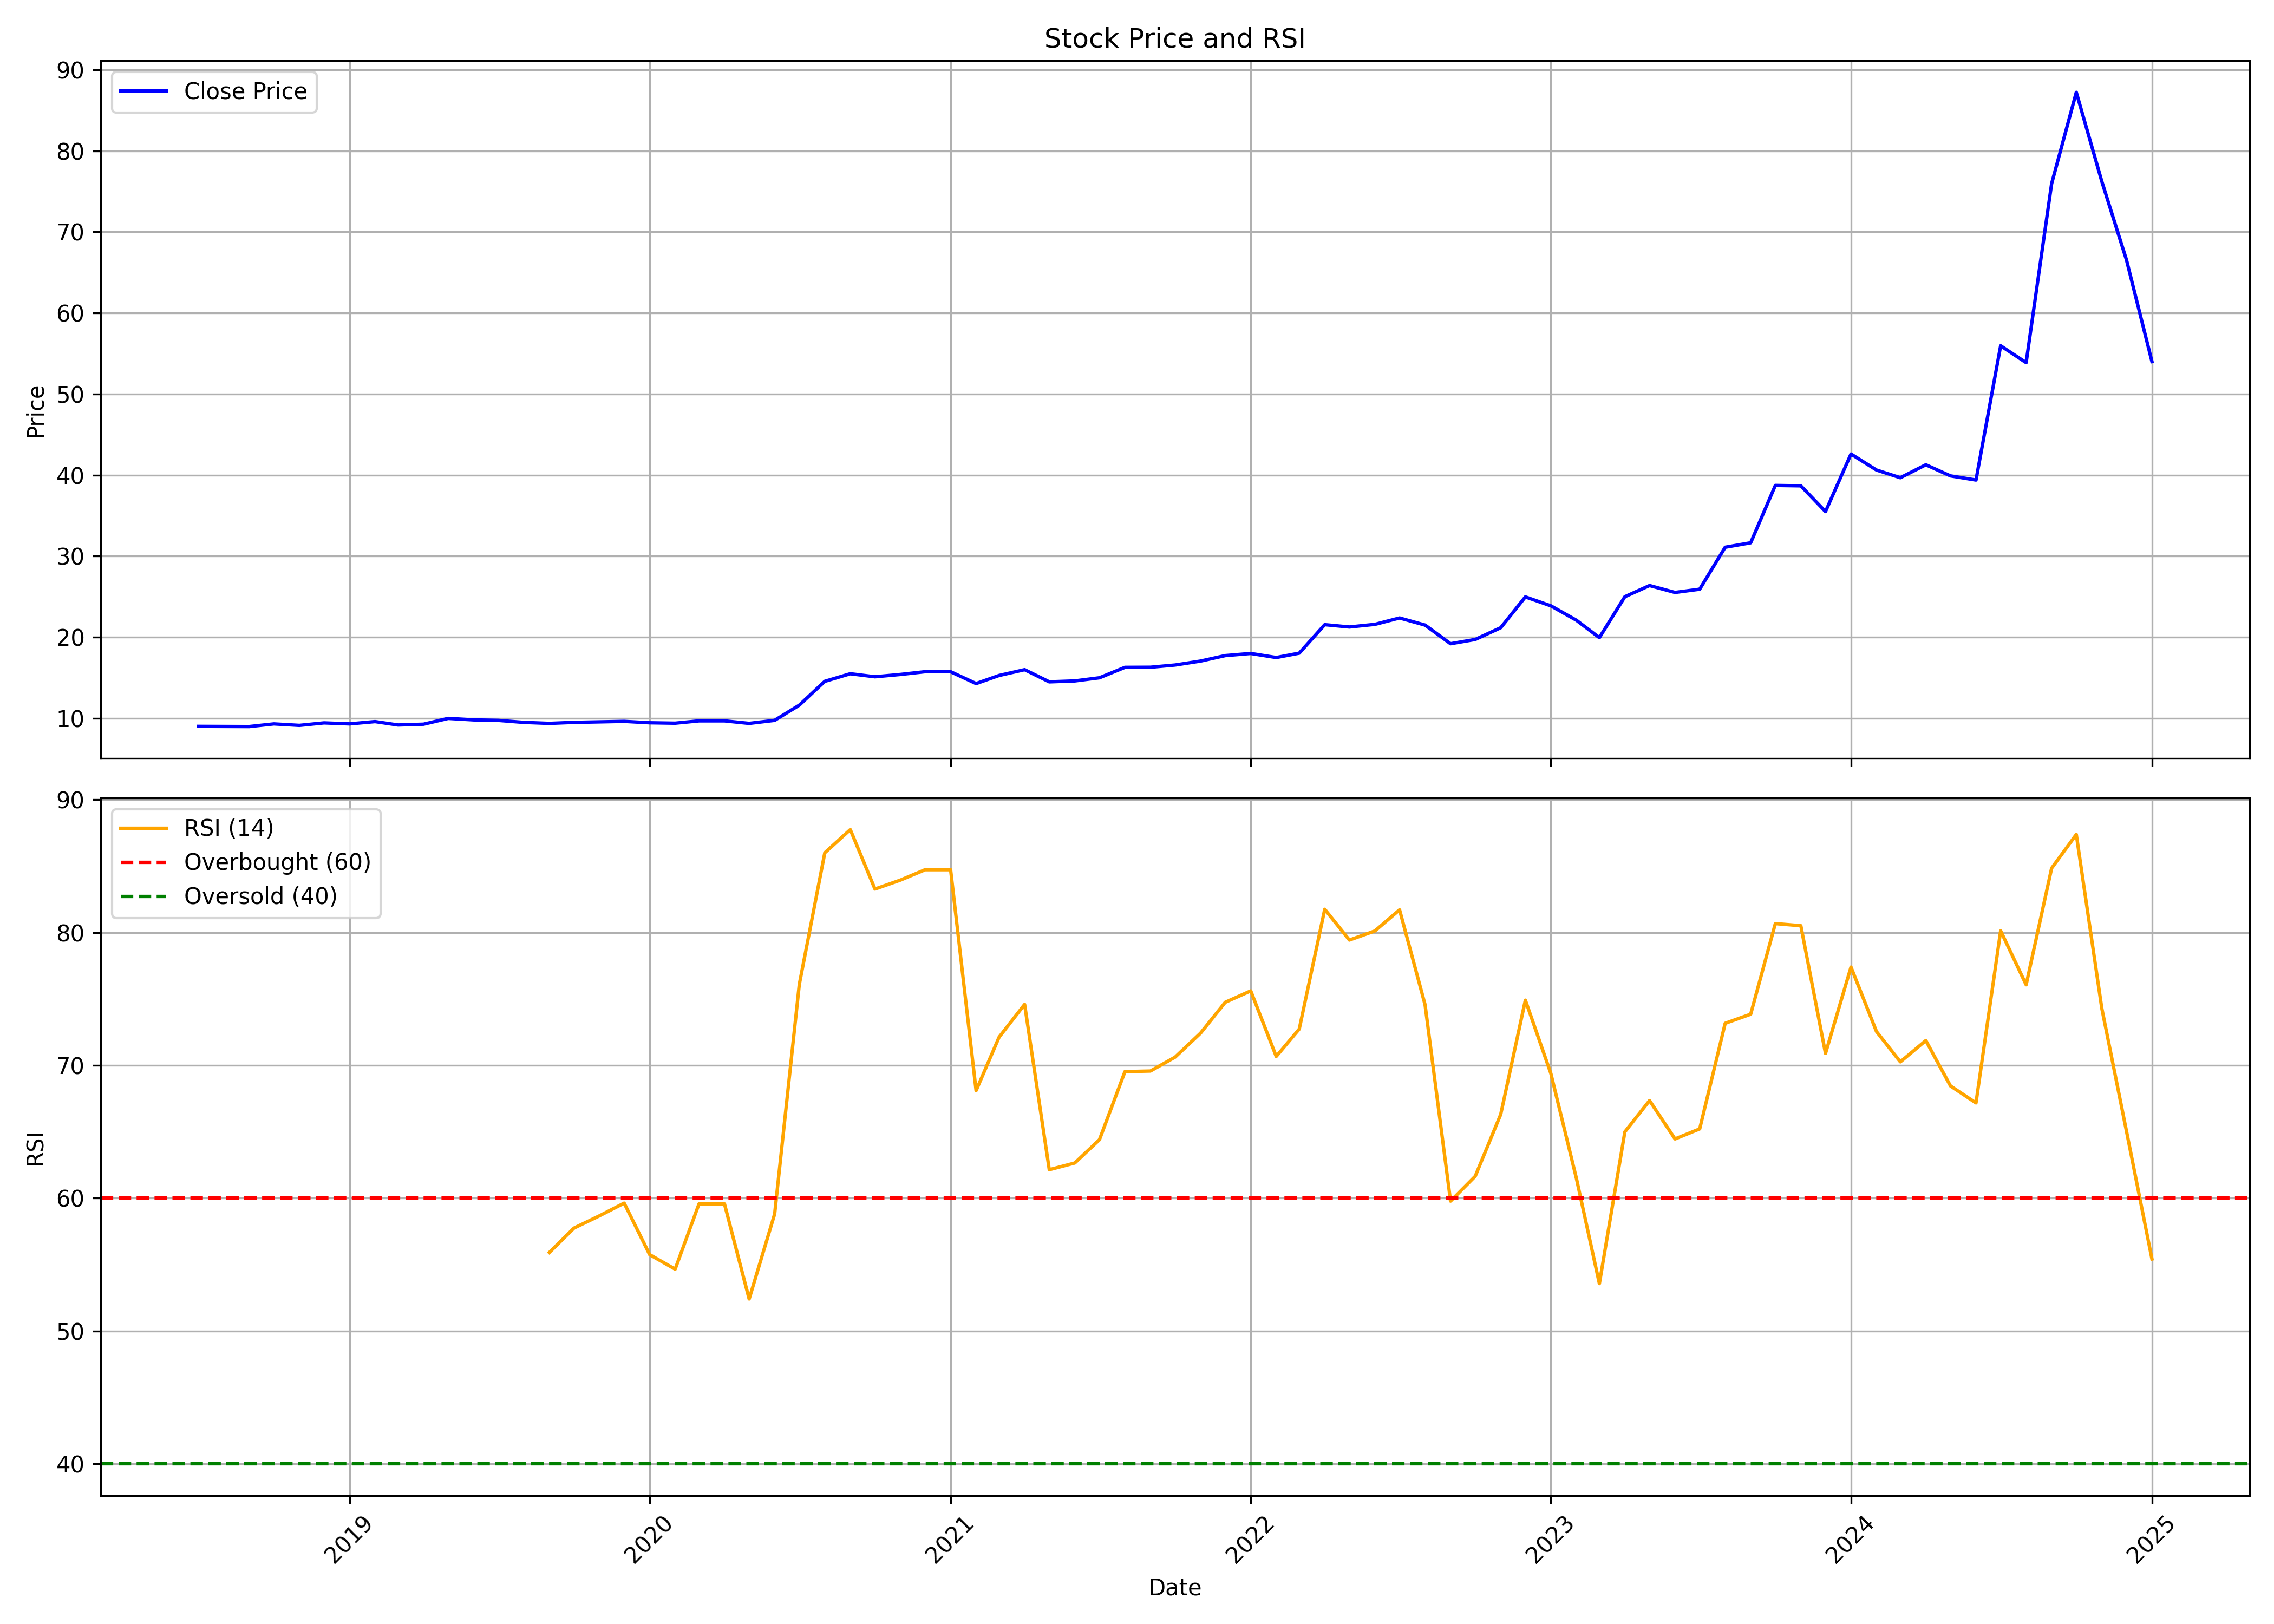 Stock Price and RSI
Close Price
90
80
70
60
50
40
30
20
10
Price
RSI (14)
Overbought (60)
Oversold (40)
90
80
70
60
50
40
RSI
2019
2020
2021
2022
2023
2024
2025
Date